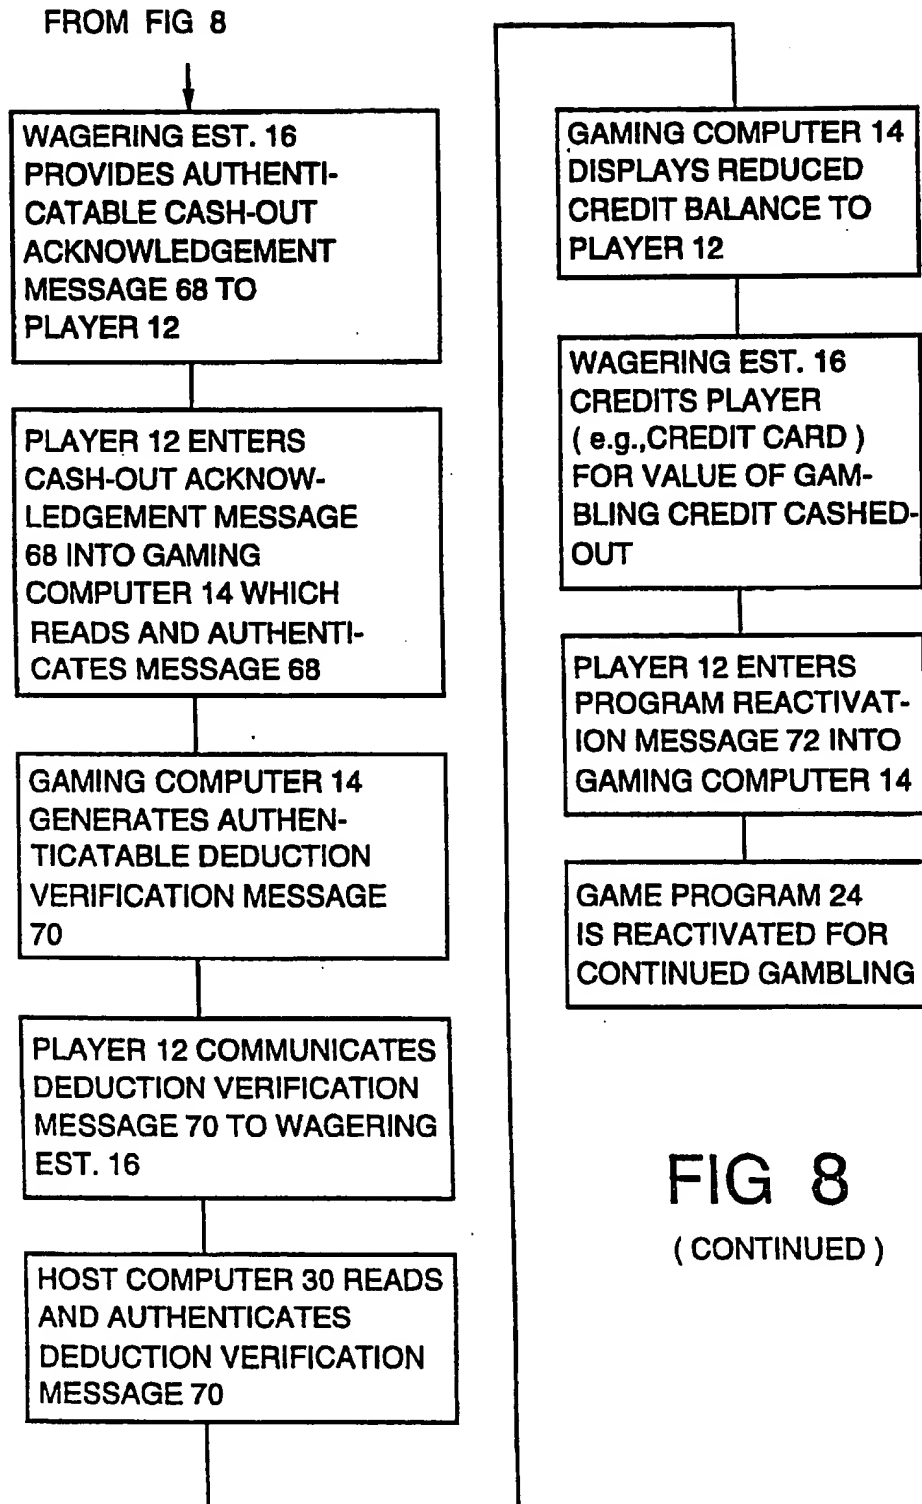 FROM FIG 8
WAGERING EST. 16
PROVIDES AUTHENTI-
CATABLE CASH-OUT
ACKNOWLEDGEMENT
MESSAGE 68 TO
PLAYER 12
PLAYER 12 ENTERS
CASH-OUT ACKNOW-
LEDGEMENT MESSAGE
68 INTO GAMING
COMPUTER 14 WHICH
READS AND AUTHENTI-
CATES MESSAGE 68
GAMING COMPUTER 14
GENERATES AUTHEN-
TICATABLE DEDUCTION
VERIFICATION MESSAGE
70
PLAYER 12 COMMUNICATES
DEDUCTION VERIFICATION
MESSAGE 70 TO WAGERING
EST. 16
HOST COMPUTER 30 READS
AND AUTHENTICATES
DEDUCTION VERIFICATION
MESSAGE 70
GAMING COMPUTER 14
DISPLAYS REDUCED
CREDIT BALANCE TO
PLAYER 12
WAGERING EST. 16
CREDITS PLAYER
( e.g.,CREDIT CARD )
FOR VALUE OF GAM-
BLING CREDIT CASHED-
OUT
PLAYER 12 ENTERS
PROGRAM REACTIVAT-
ION MESSAGE 72 INTO
GAMING COMPUTER 14
GAME PROGRAM 24
IS REACTIVATED FOR
CONTINUED GAMBLING
FIG 8
( CONTINUED )